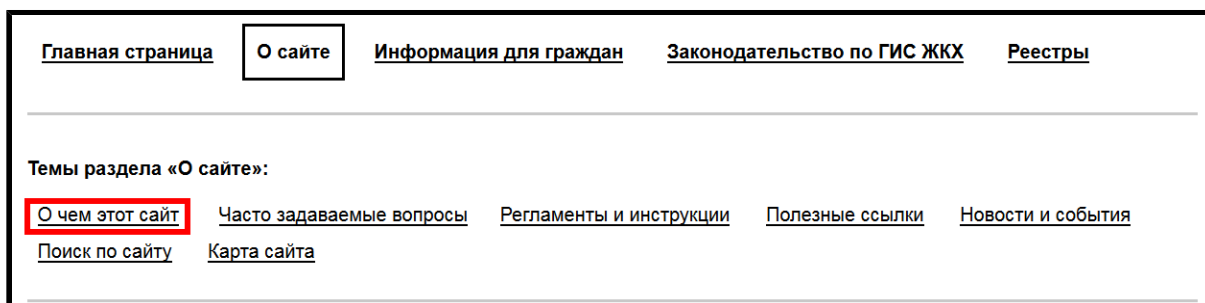 Главная страница О сайте Информация для граждан Законодательство по ГИС ЖКХ Реестры
Темы раздела «О сайте»:
О чем этот сайт Часто задаваемые вопросы Регламенты и инструкции Полезные ссылки Новости и события
Поиск по сайту Карта сайта